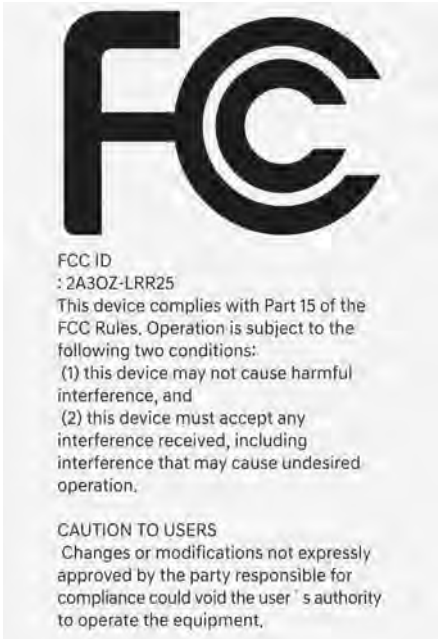 FCC
FCC ID
: 2A3OZ-LRR25
This device complies with Part 15 of the
FCC Rules. Operation is subject to the
following two conditions:
(1) this device may not cause harmful
interference, and
(2) this device must accept any
interference received, including
interference that may cause undesired
operation.
CAUTION TO USERS
Changes or modifications not expressly
approved by the party responsible for
compliance could void the user`s authority
to operate the equipment.